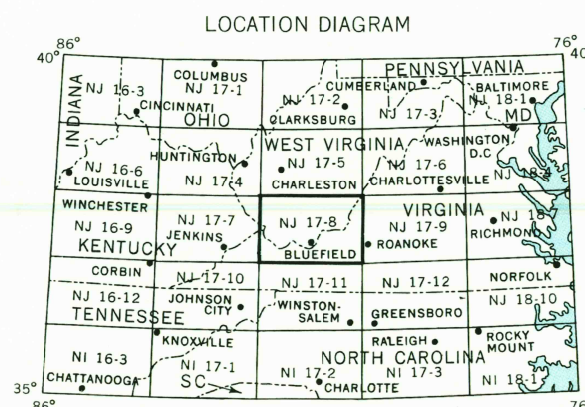 LOCATION DIAGRAM
86°
76°
40°
40
PENNSYLVANIA
INDIANA
NJ 16-3
COLUMBUS
NJ 17-1
CINCINNATI
OHIO
NJ 17-2
CLARKSBURG
CUMBERLAND
NJ 17-3
BALTIMORE
NJ 18-1
MD
WEST VIRGINIA
WASHINGTON
D.C
HUNTINGTON
NJ 16-6
LOUISVILLE
NJ 17-4
NJ 17-5
CHARLESTON
NJ 17-6
CHARLOTTESVILLE
NJ
WINCHESTER
NJ 16-9
KENTUCKY
NJ 17-7
JENKINS
NJ 17-8
BLUEFIELD
VIRGINIA
NJ 17-9
ROANOKE
NJ 18-7
RICHMOND
CORBIN
NJ 17-10
NJ 17-11
NJ 17-12
NORFOLK
NJ 16-12
TENNESSEE
JOHNSON
CITY
WINSTON-
SALEM
GREENSBORO
NJ 18-10
KNOXVILLE
RALEIGH
ROCKY
MOUNT
NORTH CAROLINA
NI 16-3
CHATTANOOGA
NI 17-1
SC
NI 17-2
CHARLOTTE
NI 17-3
NI 18-1
35°
76°